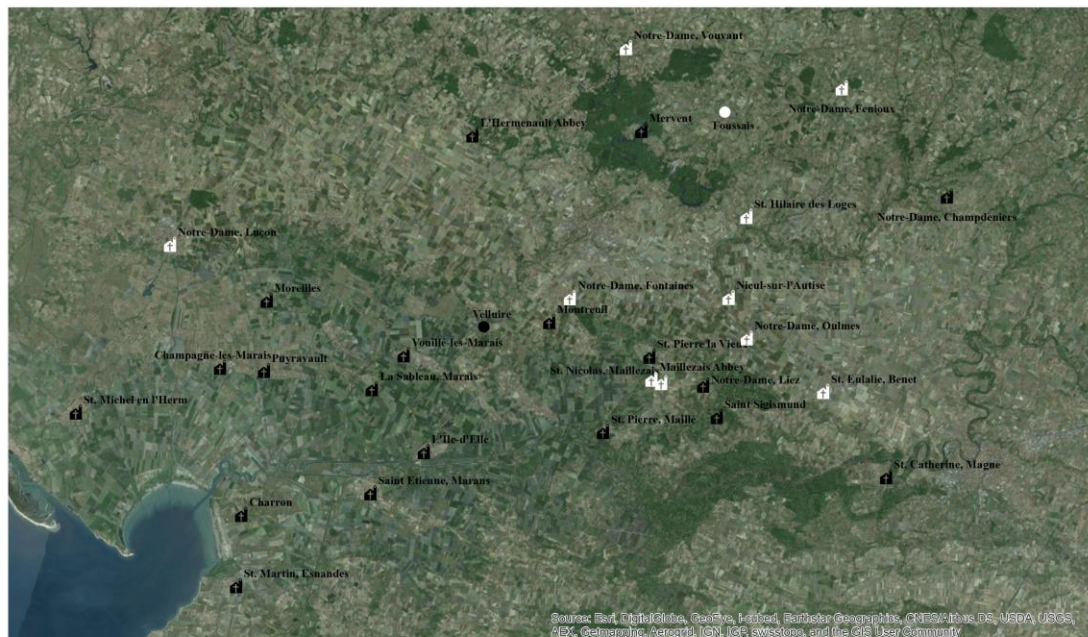 Notre-Dame, Vouvant
Notre-Dame, Fenioux
Foussais
L'Hermenault Abbey
Mervent
Notre-Dame, Champdeniers
St. Hilaire des Loges
Notre-Dame, Luçon
Moreilles
Notre-Dame, Fontaines
Nieul-sur-l'Autise
Montreuil
Velluire
Notre-Dame, Oulmes
Vouillé-les-Marais
St. Pierre la Vieux
Champagne-les-Marais
Puyravault
St. Nicolas, Maillezai
Maillezais Abbey
La Sableau, Marais
Notre-Dame, Liez
St. Eulalie, Benet
St. Michel en l'Herm
Saint Sigismund
St. Pierre, Maillé
L'Île-d'Elle
St. Catherine, Magne
Saint Etienne, Marans
Charron
St. Martin, Esnandes
Source: Esri, DigitalGlobe, GeoEye, i-cubed, Earthstar Geographics, CNES/Airbus DS, USDA, USGS,
AEX, Getmapping, Aerogrid, IGN, IGP, swisstopo, and the GIS User Community